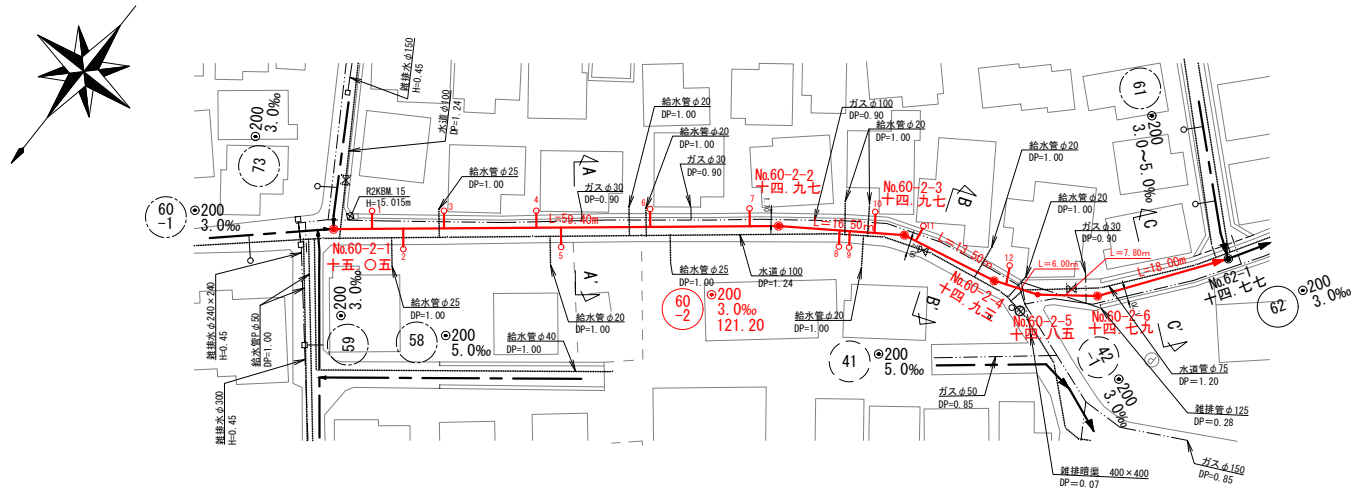 雑排水φ150
H=0.45
水道φ100
DP=1.24
200
3.0‰
73
60
-1
200
3.0‰
R2KBM.15
H=15.015m
給水管φ25
DP=1.00
給水管φ20
DP=1.00
給水管φ20
DP=1.00
ガスφ30
DP=0.90
ガスφ30
DP=0.90
A
A'
ガスφ100
DP=0.90
給水管φ20
DP=1.00
給水管φ20
DP=1.00
給水管φ20
DP=1.00
ガスφ30
DP=0.90
61
200
3.0~5.0‰
B
B'
C
C'
1
2
3
4
5
6
7
8
9
10
11
12
L=59.40m
L=16.50m
L=13.50m
L=6.00m
L=7.80m
L=18.00m
No.60-2-1
十五.〇五
No.60-2-2
十四.九七
No.60-2-3
十四.九七
No.60-2-4
十四.九五
No.60-2-5
十四.八五
No.60-2-6
十四.七九
No.62-1
十四.七七
62
200
3.0‰
雑排水φ240×240
H=0.45
給水管Pφ50
DP=1.00
雑排水φ300
H=0.45
59
200
3.0‰
給水管φ25
DP=1.00
58
200
5.0‰
給水管φ40
DP=1.00
給水管φ20
DP=1.00
給水管φ25
DP=1.00
60
-2
200
3.0‰
121.20
水道φ100
DP=1.24
給水管φ20
DP=1.00
41
200
5.0‰
ガスφ50
DP=0.85
42
-1
200
3.0‰
水道管φ75
DP=1.20
雑排管φ125
DP=0.28
ガスφ150
DP=0.85
雑排暗渠 400×400
DP=0.07